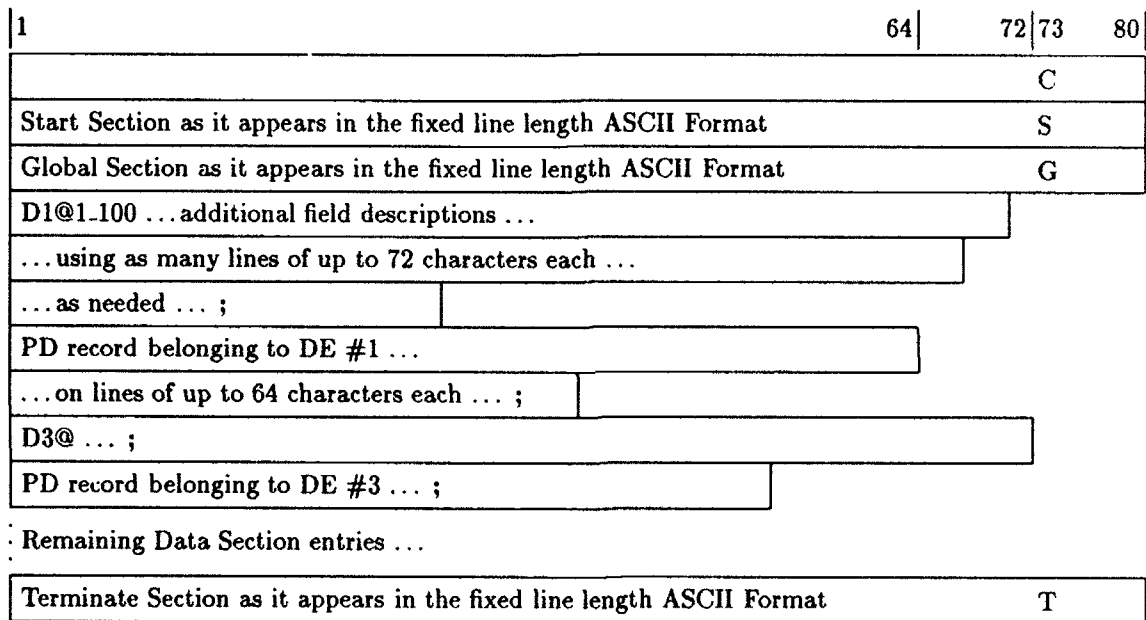 1 64 72 73 80
C
Start Section as it appears in the fixed line length ASCII Format S
Global Section as it appears in the fixed line length ASCII Format G
D1@1_100 ...additional field descriptions ...
...using as many lines of up to 72 characters each ...
...as needed ... ;
PD record belonging to DE #1 ...
...on lines of up to 64 characters each ... ;
D3@ ... ;
PD record belonging to DE #3 ... ;
Remaining Data Section entries ...
Terminate Section as it appears in the fixed line length ASCII Format T